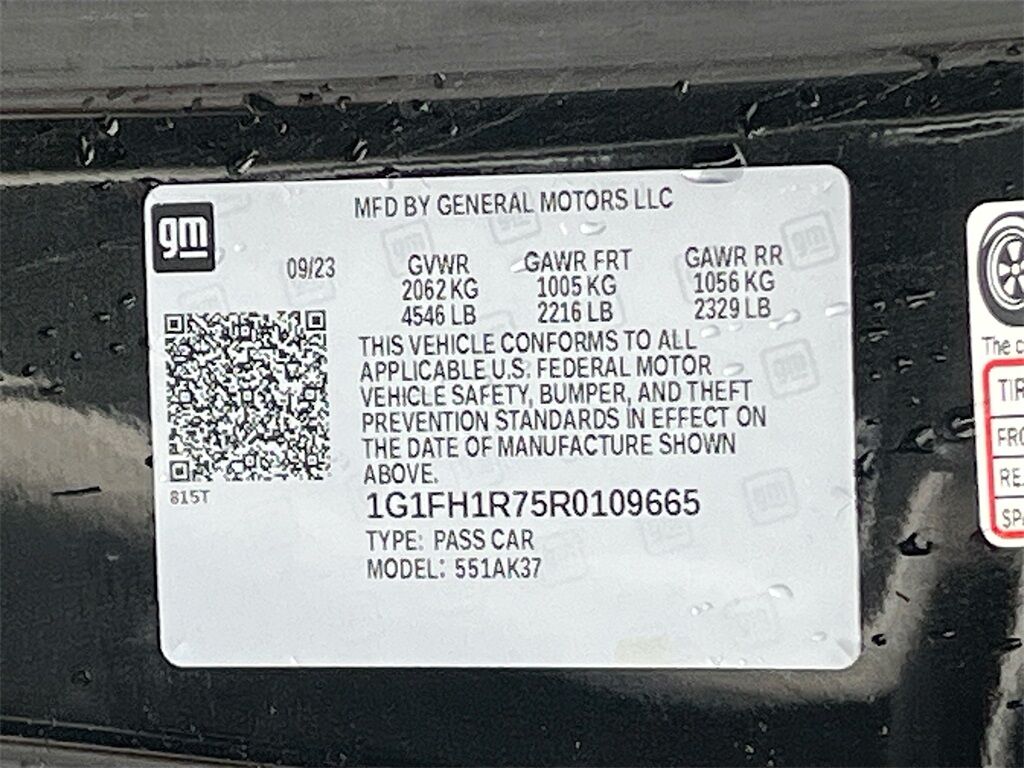 gm
MFD BY GENERAL MOTORS LLC
09/23
GVWR GAWR FRT GAWR RR
2062 KG 1005 KG 1056 KG
4546 LB 2216 LB 2329 LB
THIS VEHICLE CONFORMS TO ALL
APPLICABLE U.S. FEDERAL MOTOR
VEHICLE SAFETY, BUMPER, AND THEFT
PREVENTION STANDARDS IN EFFECT ON
THE DATE OF MANUFACTURE SHOWN
ABOVE.
815T
1G1FH1R75R0109665
TYPE: PASS CAR
MODEL: 551AK37
The